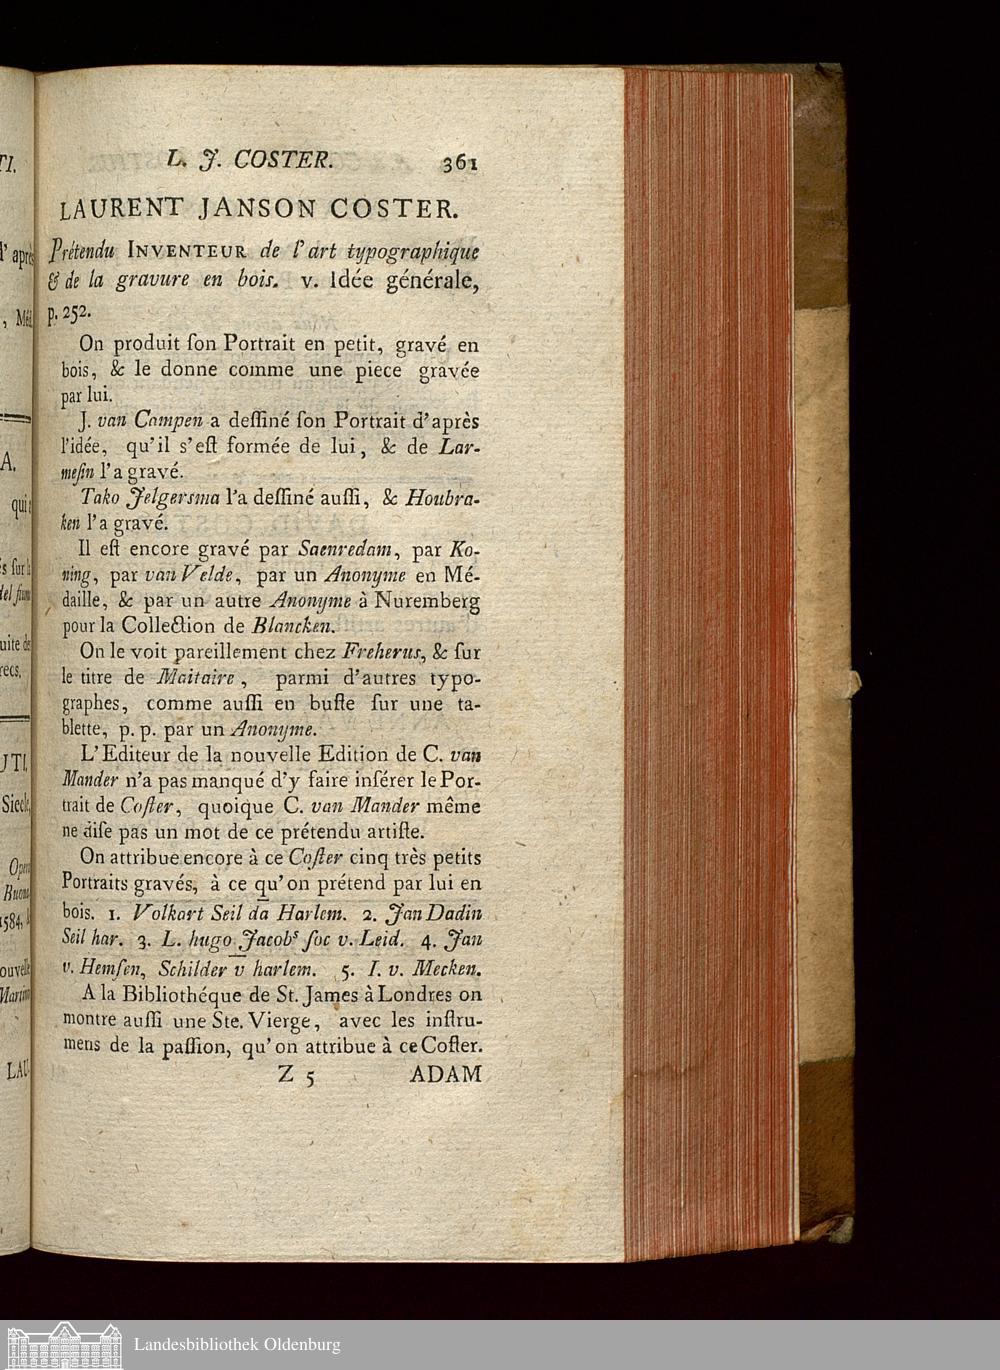 L. J. COSTER. 361
LAURENT JANSON COSTER.
Prétendu INVENTEUR de l'art typographique
& de la gravure en bois. v. Idée générale,
p. 252.
On produit ſon Portrait en petit, gravé en
bois, & le donne comme une piece gravée
par lui.
J. van Campen a deſſiné ſon Portrait d'après
l'idée, qu'il s'eſt formée de lui, & de Lar-
meſin l'a gravé.
Tako Jelgersma l'a deſſiné auſſi, & Houbra-
ken l'a gravé.
Il eſt encore gravé par Saenredam, par Ko-
ning, par van Velde, par un Anonyme en Mé-
daille, & par un autre Anonyme à Nuremberg
pour la Collection de Blancken.
On le voit pareillement chez Freherus, & ſur
le titre de Maitaire, parmi d'autres typo-
graphes, comme auſſi en buſte ſur une ta-
blette, p. p. par un Anonyme.
L'Editeur de la nouvelle Edition de C. van
Mander n'a pas manqué d'y faire inſérer le Por-
trait de Coſter, quoique C. van Mander même
ne diſe pas un mot de ce prétendu artiſte.
On attribue encore à ce Coſter cinq très petits
Portraits gravés, à ce qu'on prétend par lui en
bois. 1. Volkart Seil da̅ Harlem. 2. Jan Dadin
Seil har. 3. L. hugo Jacobˢ ſoc v. Leid. 4. Jan
v. Hemſen, Schilder v̅ harlem. 5. I. v. Mecken.
A la Bibliothéque de St. James à Londres on
montre auſſi une Ste. Vierge, avec les inſtru-
mens de la paſſion, qu'on attribue à ce Coſter.
Z 5 ADAM
Landesbibliothek Oldenburg